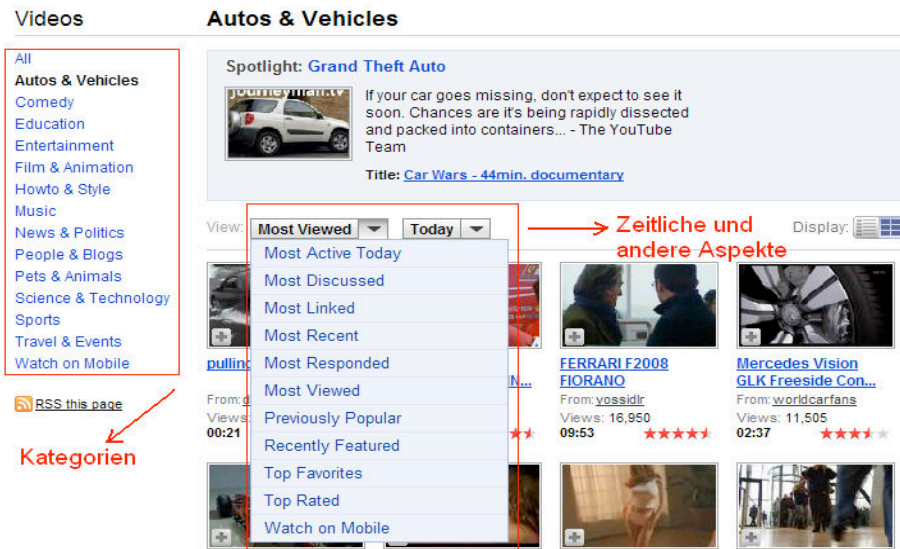 Videos
Autos & Vehicles
All
Autos & Vehicles
Comedy
Education
Entertainment
Film & Animation
Howto & Style
Music
News & Politics
People & Blogs
Pets & Animals
Science & Technology
Sports
Travel & Events
Watch on Mobile
RSS this page
Kategorien
Spotlight: Grand Theft Auto
journeyman.tv
If your car goes missing, don't expect to see it
soon. Chances are it's being rapidly dissected
and packed into containers... - The YouTube
Team
Title: Car Wars - 44min. documentary
View: Most Viewed Today
Zeitliche und
andere Aspekte
Display:
Most Active Today
Most Discussed
Most Linked
Most Recent
Most Responded
Most Viewed
Previously Popular
Recently Featured
Top Favorites
Top Rated
Watch on Mobile
pulling
From:
Views:
00:21
N...
FERRARI F2008
FIORANO
From: yossidlr
Views: 16,950
09:53
Mercedes Vision
GLK Freeside Con...
From: worldcarfans
Views: 11,505
02:37